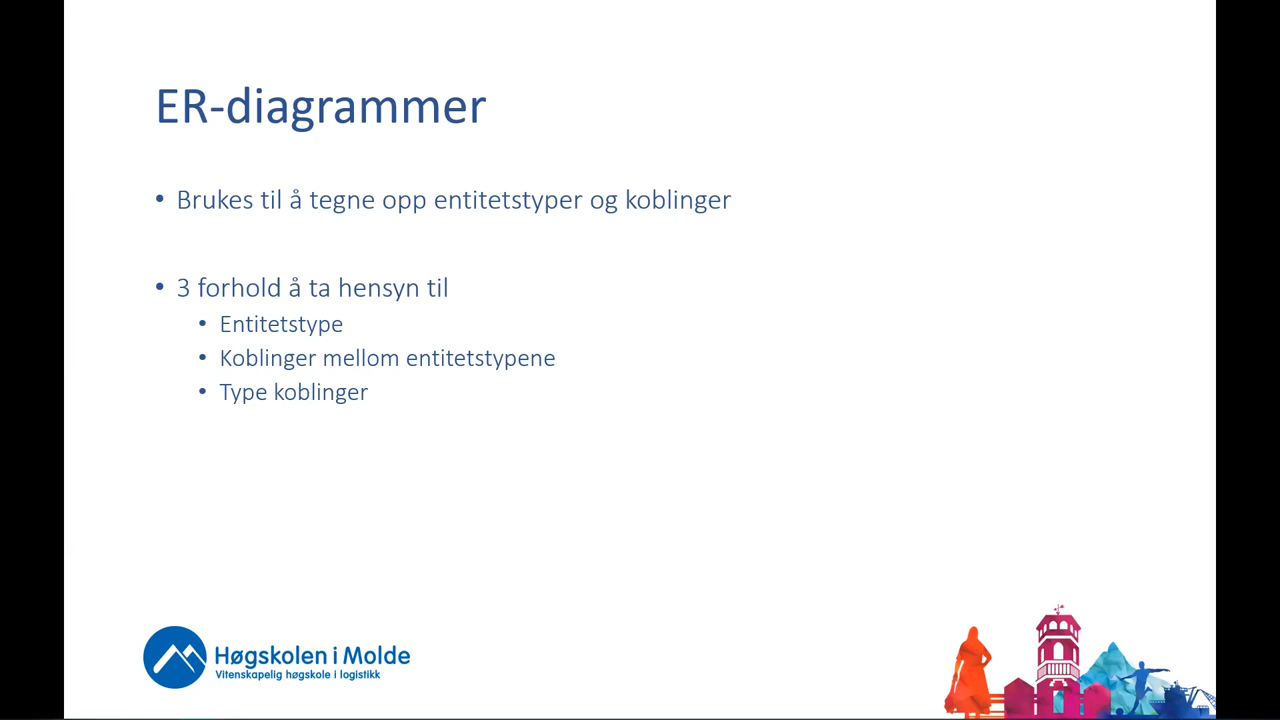 ER-diagrammer
• Brukes til å tegne opp entitetstyper og koblinger
• 3 forhold å ta hensyn til
• Entitetstype
• Koblinger mellom entitetstypene
• Type koblinger
Høgskolen i Molde
Vitenskapelig høgskole i logistikk